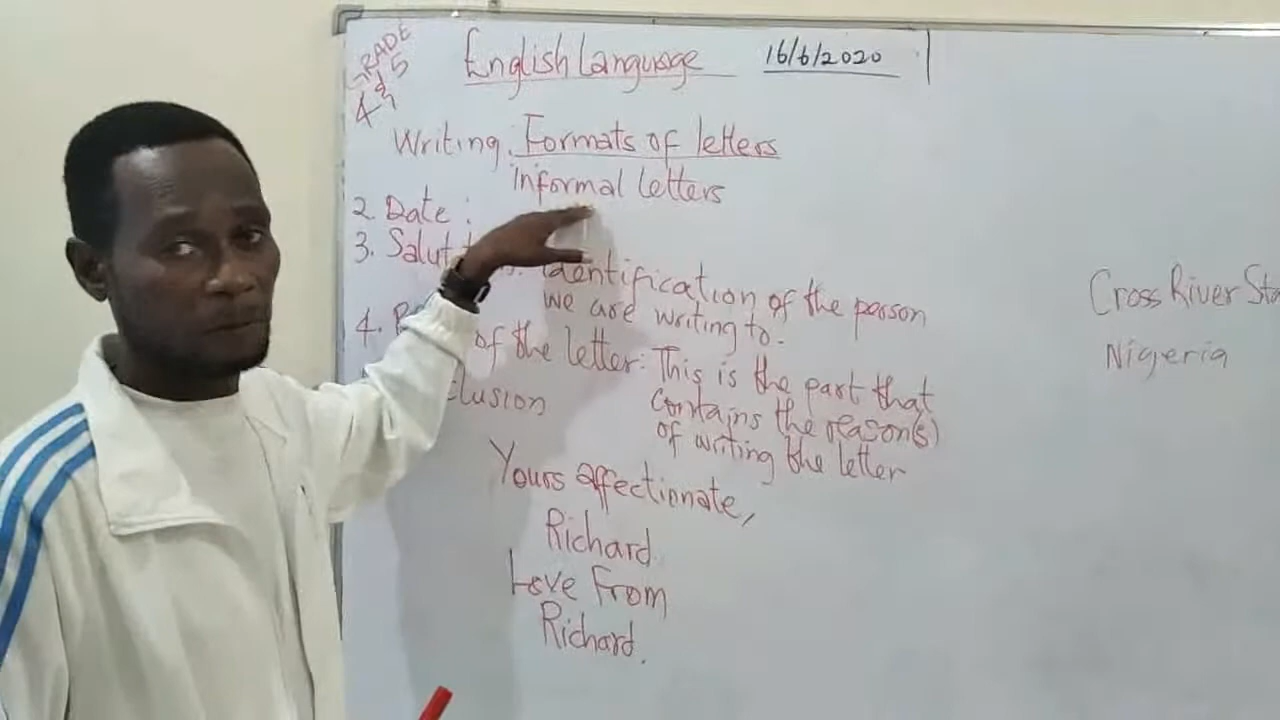 GRADE
4 & 5
English Language 16/6/2020
Writing. Formats of letters
Informal letters
2. Date :
3. Salut
identification of the person
we are writing to.
4. of the letter: This is the part that
contains the reason(s)
of writing the letter
clusion
Yours affectionate,
Richard.
Love From
Richard.
Cross River Sta
Nigeria